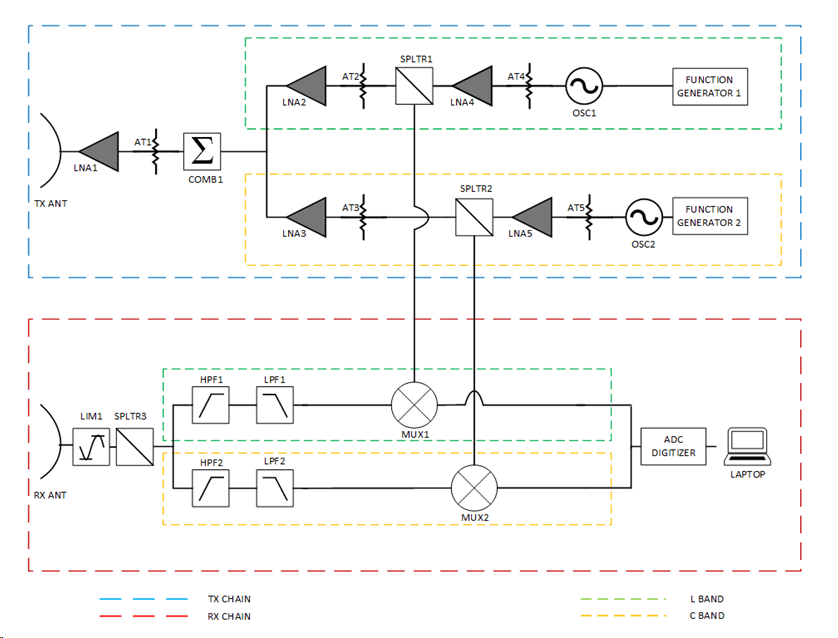 SPLTR1
AT2
AT4
LNA2
LNA4
OSC1
FUNCTION
GENERATOR 1
AT1
LNA1
COMB1
TX ANT
SPLTR2
AT3
AT5
LNA3
LNA5
OSC2
FUNCTION
GENERATOR 2
HPF1
LPF1
MUX1
LIM1
SPLTR3
RX ANT
HPF2
LPF2
MUX2
ADC
DIGITIZER
LAPTOP
TX CHAIN
RX CHAIN
L BAND
C BAND